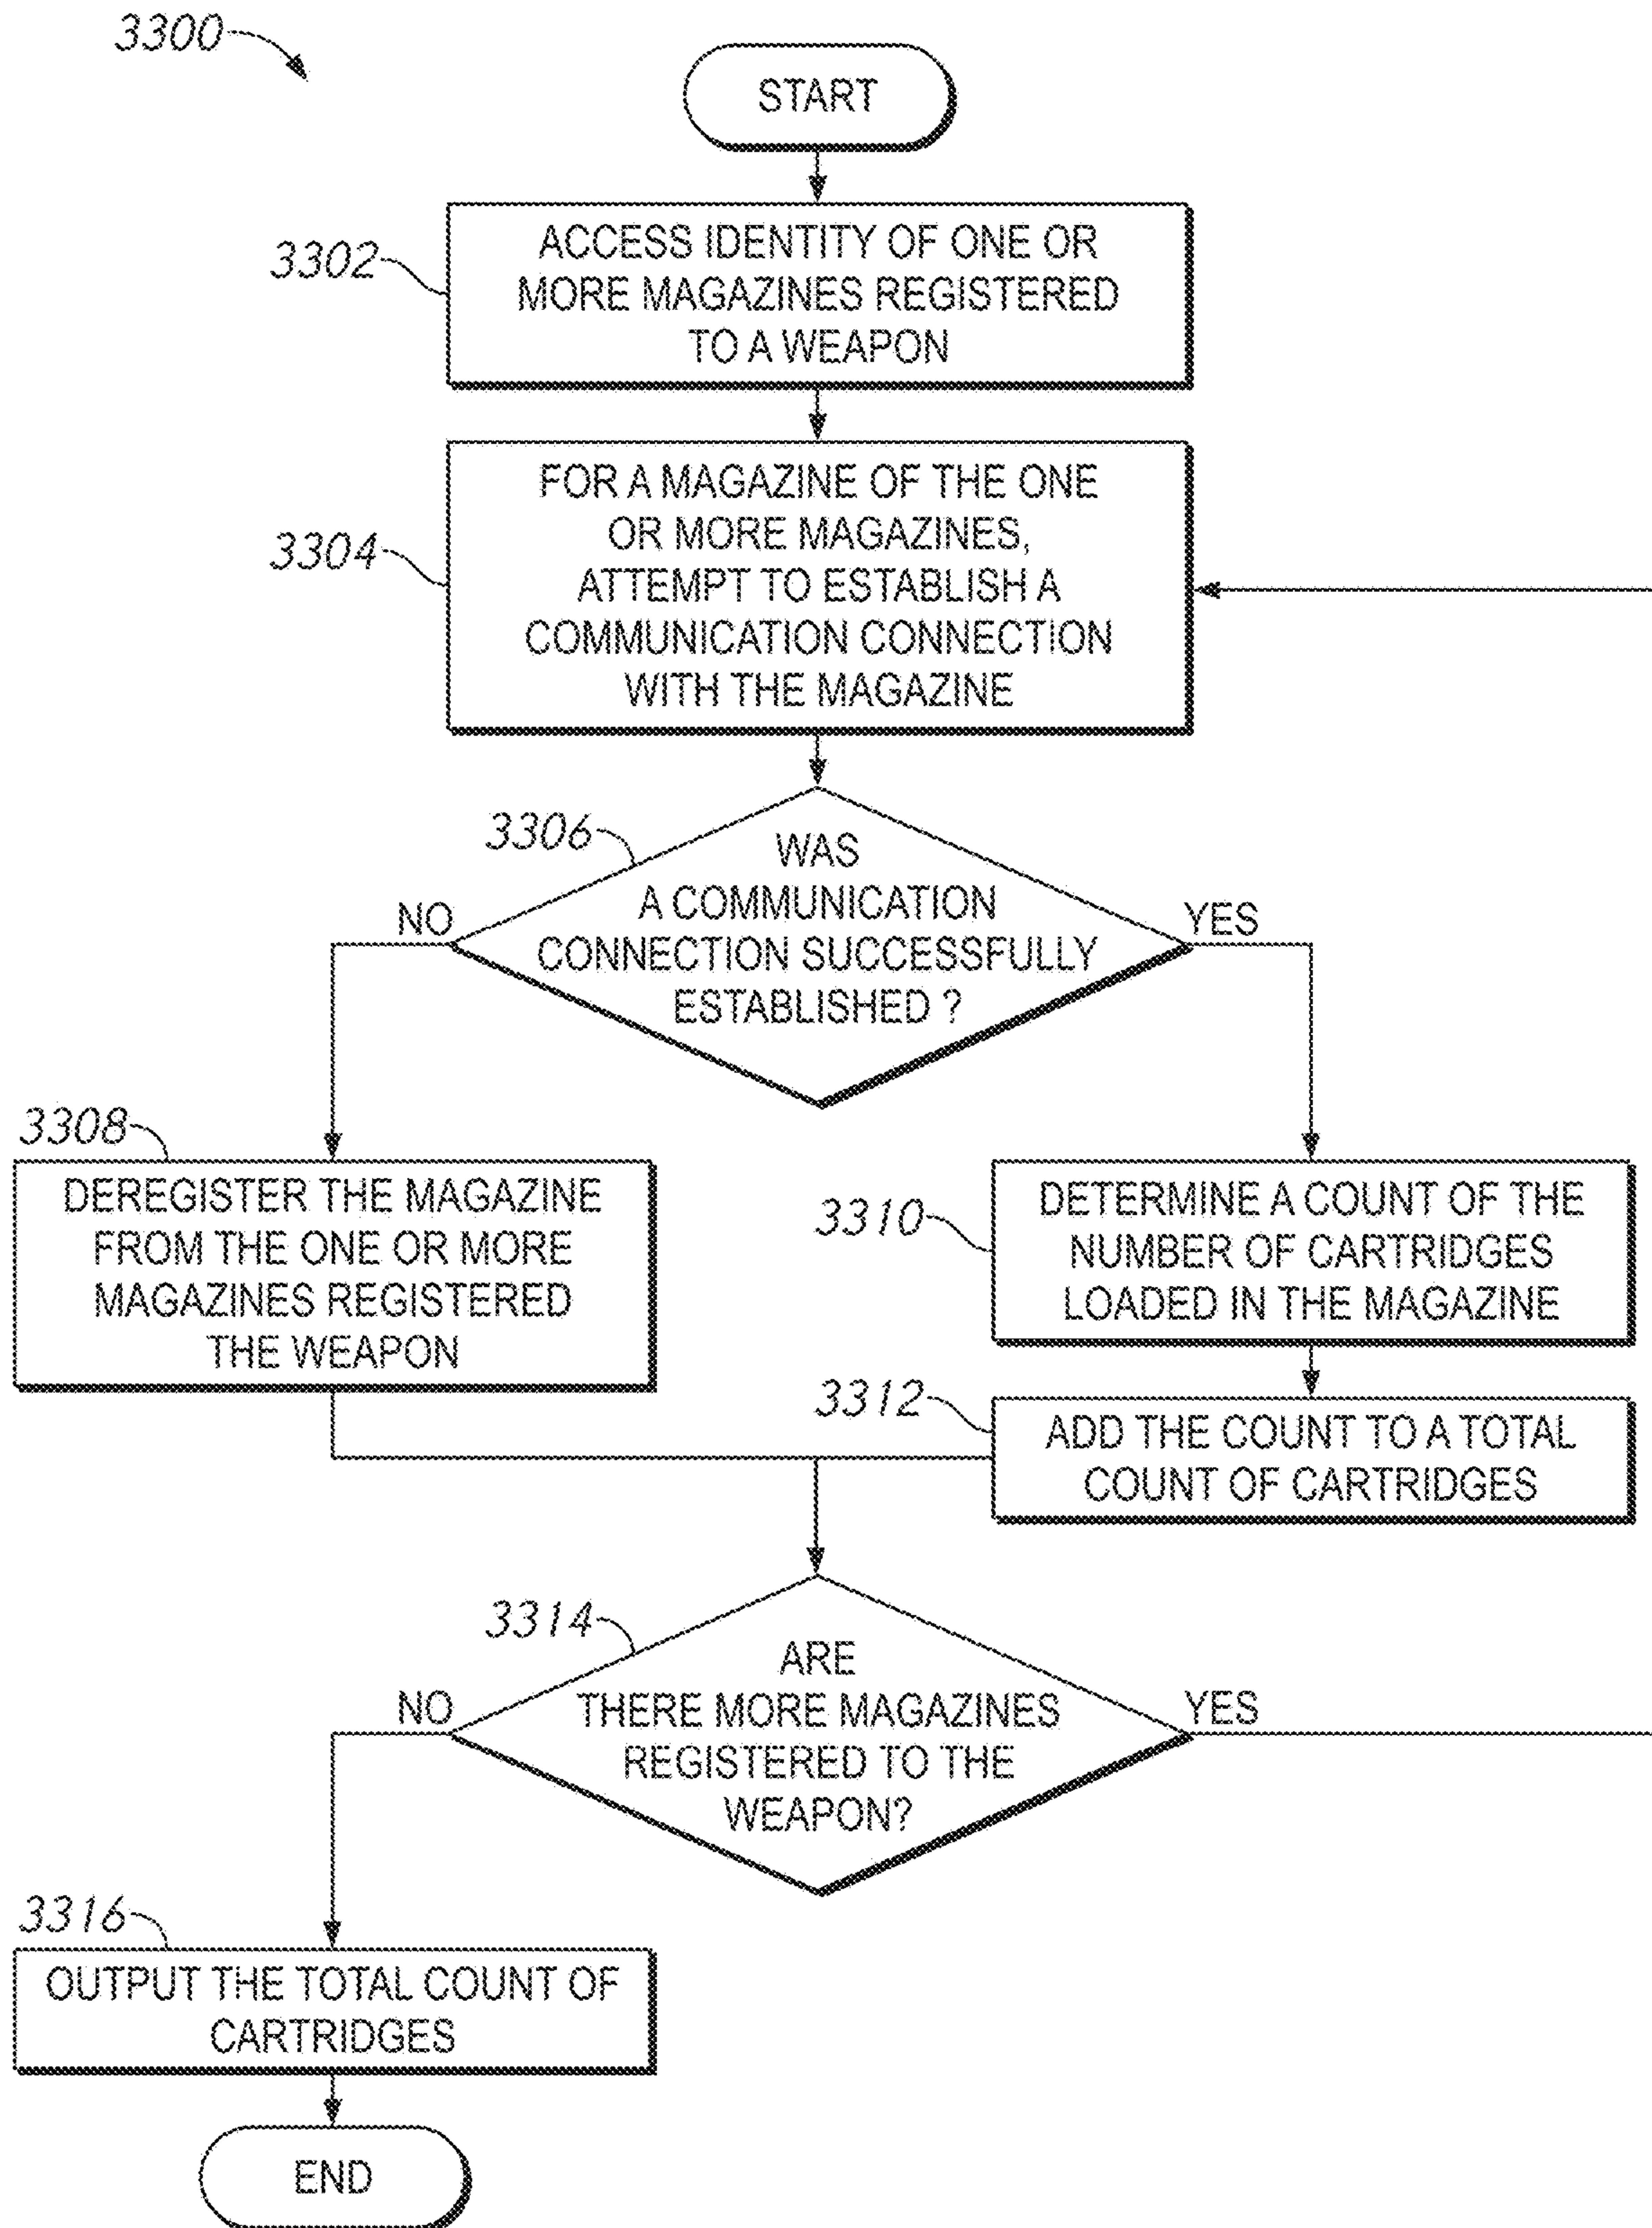 3300
START
3302
ACCESS IDENTITY OF ONE OR
MORE MAGAZINES REGISTERED
TO A WEAPON
3304
FOR A MAGAZINE OF THE ONE
OR MORE MAGAZINES,
ATTEMPT TO ESTABLISH A
COMMUNICATION CONNECTION
WITH THE MAGAZINE
3306
WAS
A COMMUNICATION
CONNECTION SUCCESSFULLY
ESTABLISHED ?
NO
YES
3308
DEREGISTER THE MAGAZINE
FROM THE ONE OR MORE
MAGAZINES REGISTERED
THE WEAPON
3310
DETERMINE A COUNT OF THE
NUMBER OF CARTRIDGES
LOADED IN THE MAGAZINE
3312
ADD THE COUNT TO A TOTAL
COUNT OF CARTRIDGES
3314
ARE
THERE MORE MAGAZINES
REGISTERED TO THE
WEAPON?
NO
YES
3316
OUTPUT THE TOTAL COUNT OF
CARTRIDGES
END